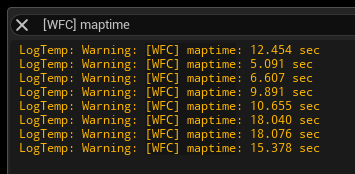 [WFC] maptime
LogTemp: Warning: [WFC] maptime: 12.454 sec
LogTemp: Warning: [WFC] maptime: 5.091 sec
LogTemp: Warning: [WFC] maptime: 6.607 sec
LogTemp: Warning: [WFC] maptime: 9.891 sec
LogTemp: Warning: [WFC] maptime: 10.655 sec
LogTemp: Warning: [WFC] maptime: 18.040 sec
LogTemp: Warning: [WFC] maptime: 18.076 sec
LogTemp: Warning: [WFC] maptime: 15.378 sec